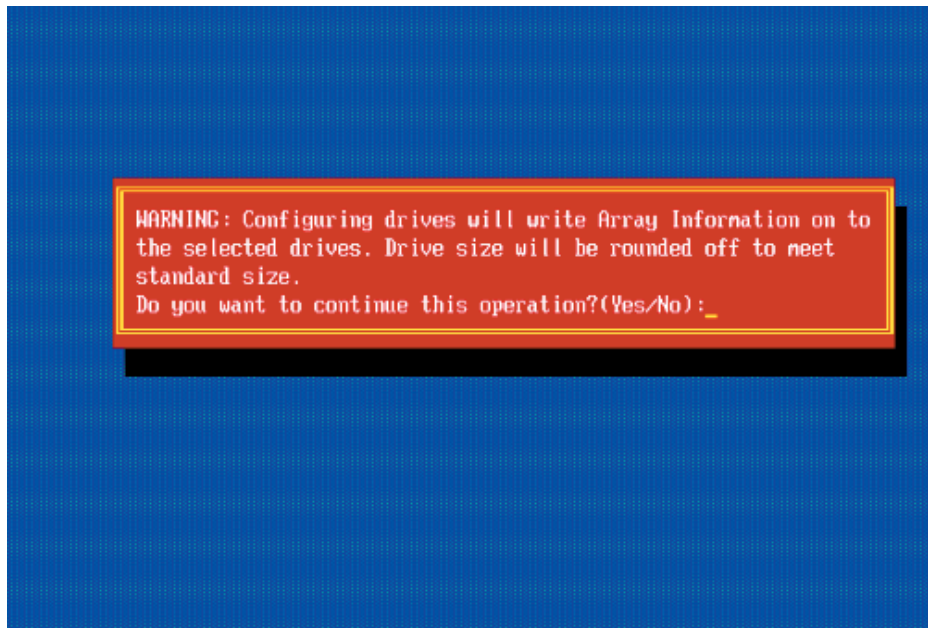 WARNING: Configuring drives will write Array Information on to
the selected drives. Drive size will be rounded off to meet
standard size.
Do you want to continue this operation?(Yes/No):_